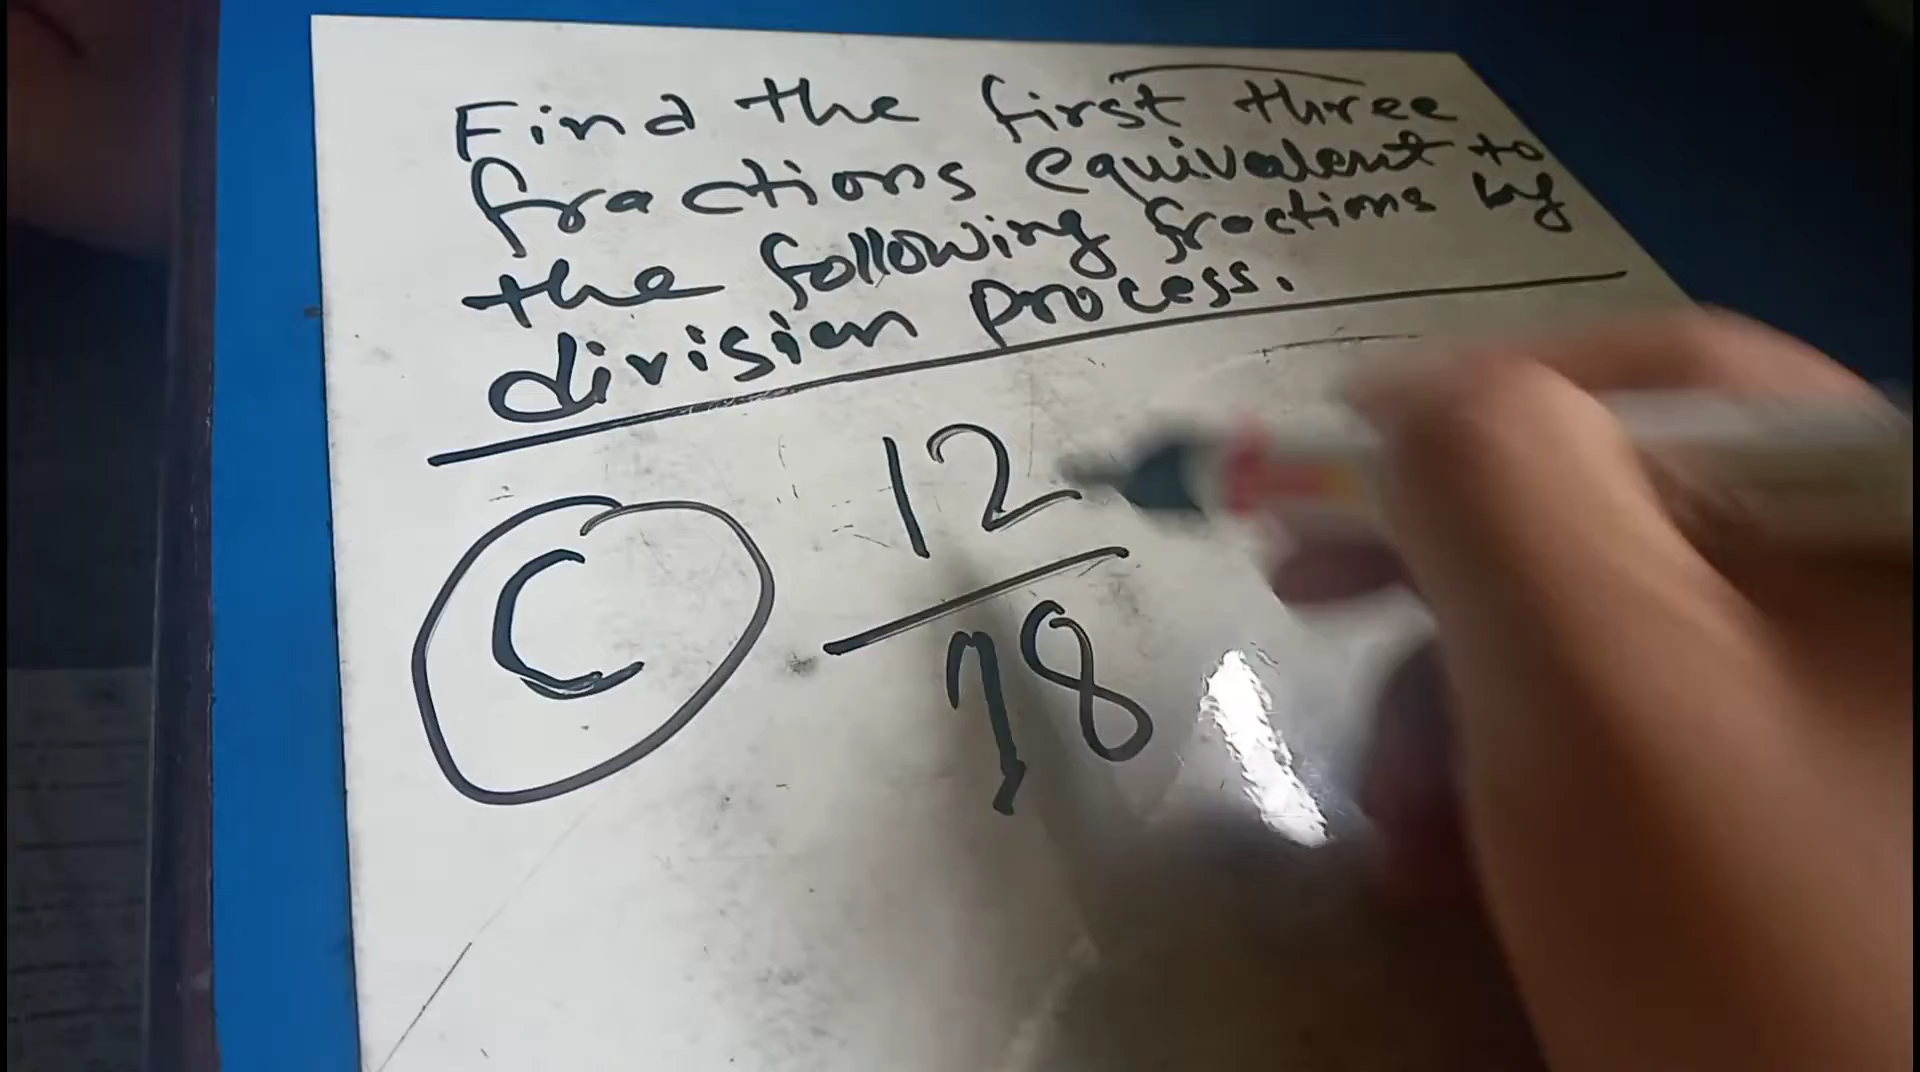 Find the first three
fractions equivalent to
the following fractions by
division process.
C 12
18